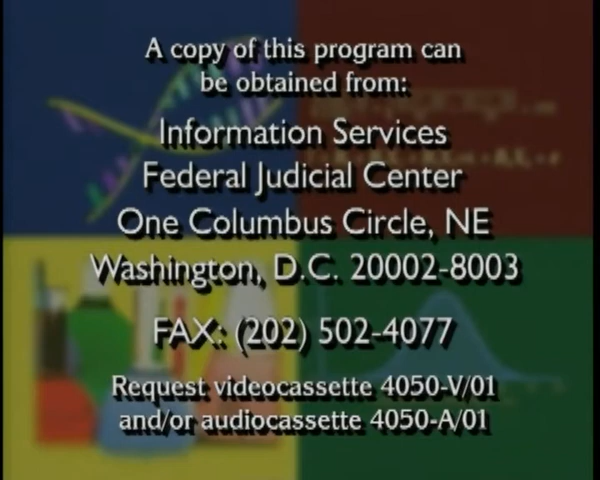 A copy of this program can
be obtained from:
Information Services
Federal Judicial Center
One Columbus Circle, NE
Washington, D.C. 20002-8003
FAX: (202) 502-4077
Request videocassette 4050-V/01
and/or audiocassette 4050-A/01